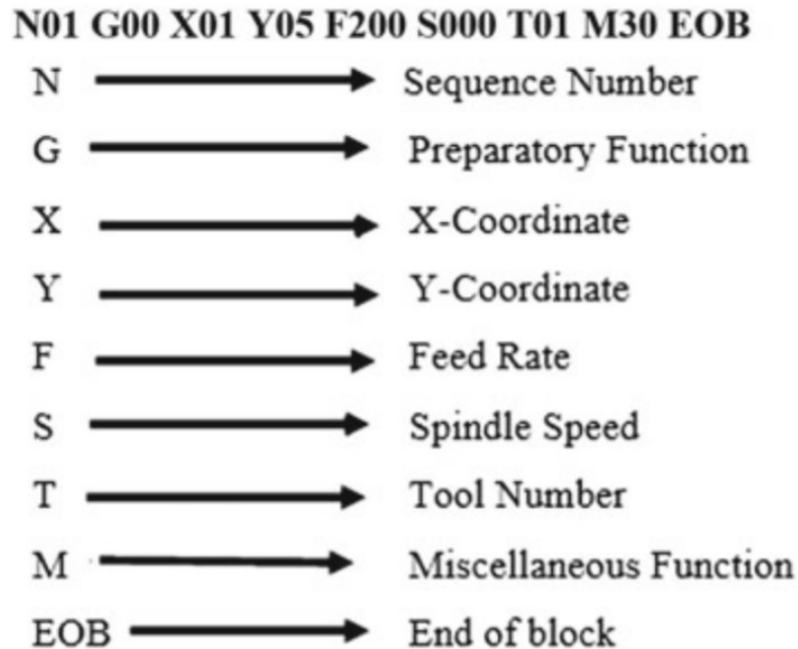 N01 G00 X01 Y05 F200 S000 T01 M30 EOB
N Sequence Number
G Preparatory Function
X X-Coordinate
Y Y-Coordinate
F Feed Rate
S Spindle Speed
T Tool Number
M Miscellaneous Function
EOB End of block